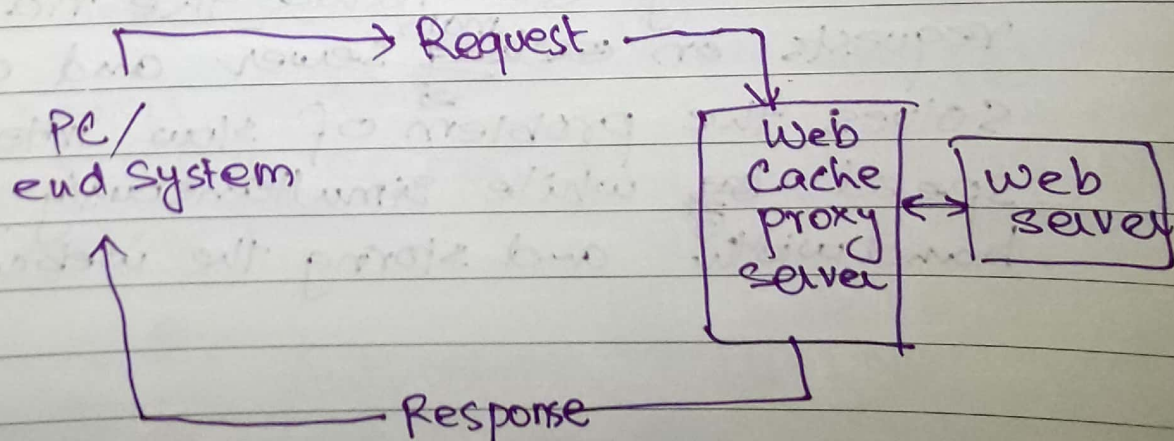 Request.
PC/
end system
Web
Cache
proxy
server
web
server
Response